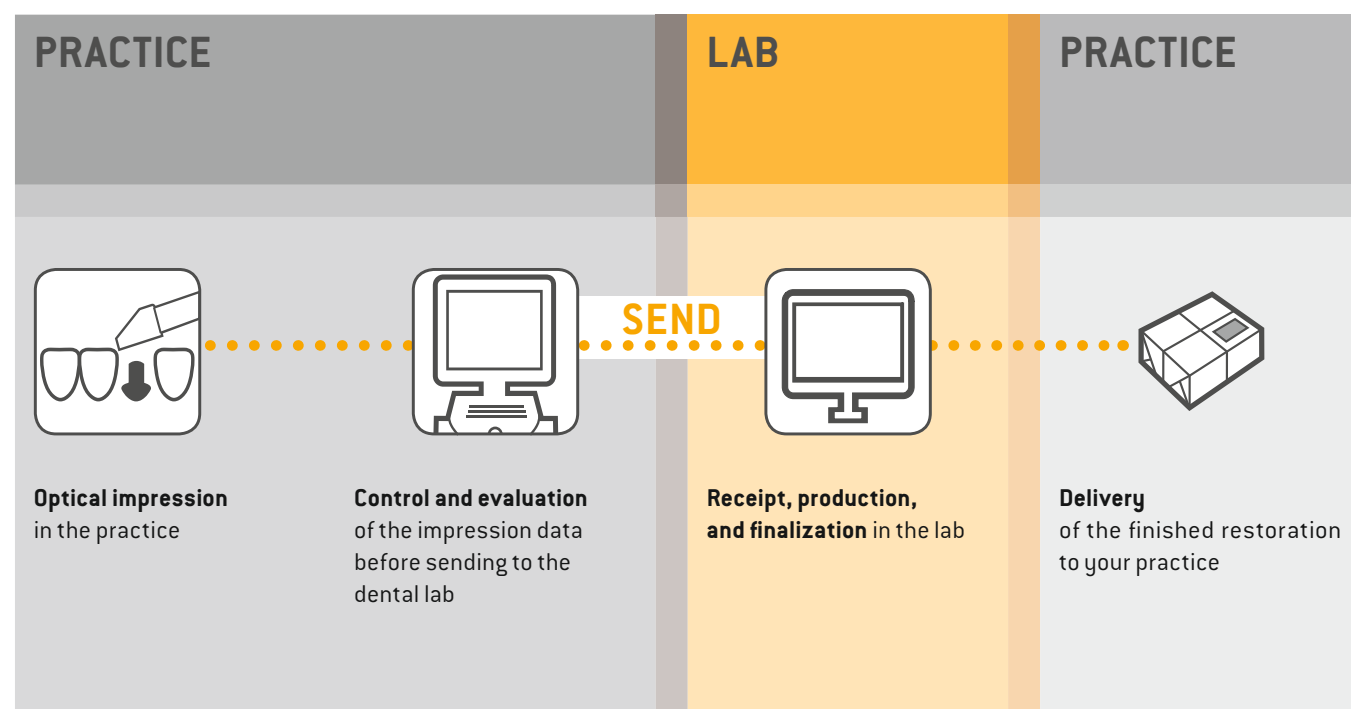 PRACTICE
LAB
PRACTICE
SEND
Optical impression
in the practice
Control and evaluation
of the impression data
before sending to the
dental lab
Receipt, production,
and finalization in the lab
Delivery
of the finished restoration
to your practice